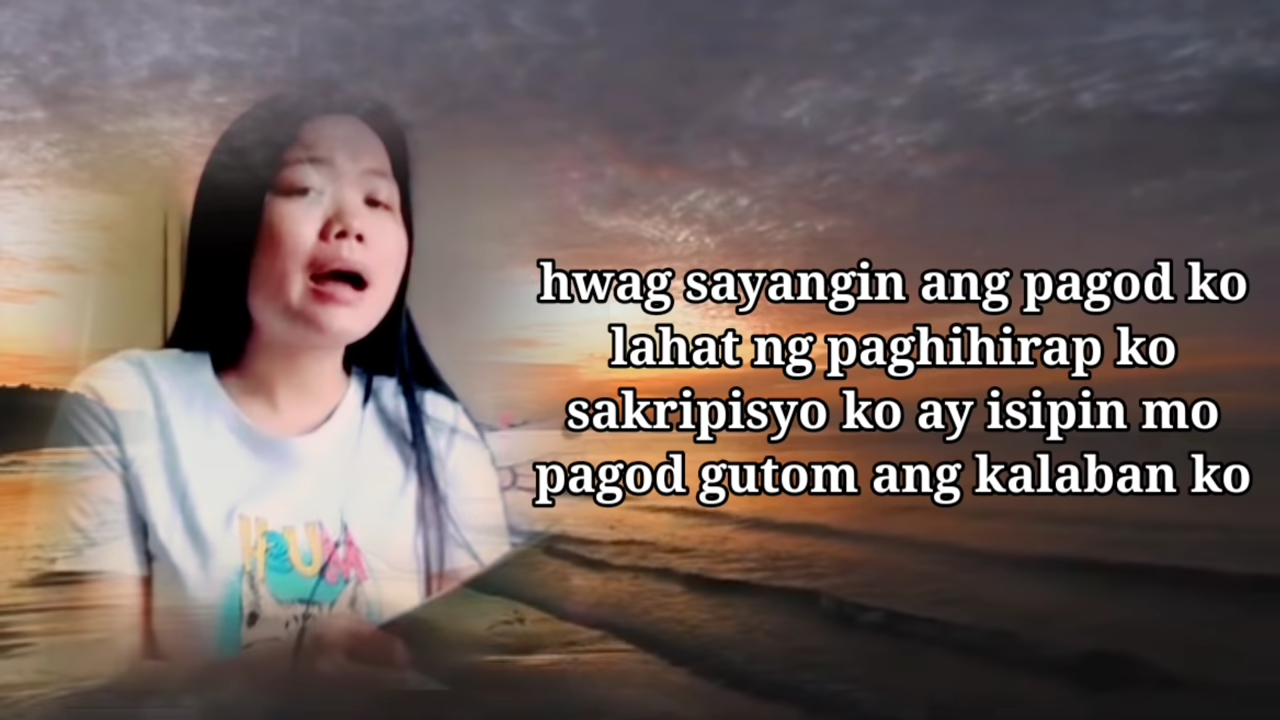 hwag sayangin ang pagod ko
lahat ng paghihirap ko
sakripisyo ko ay isipin mo
pagod gutom ang kalaban ko